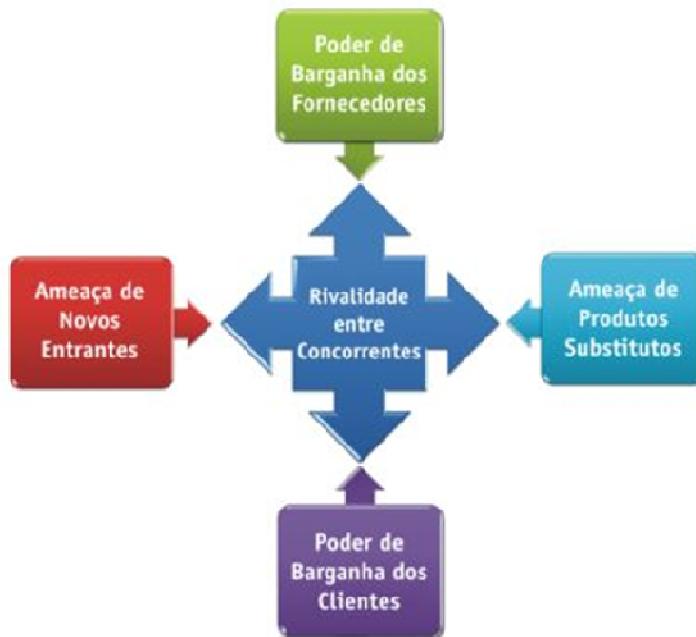 Poder de
Barganha dos
Fornecedores
Ameaça de
Novos
Entrantes
Rivalidade
entre
Concorrentes
Ameaça de
Produtos
Substitutos
Poder de
Barganha dos
Clientes